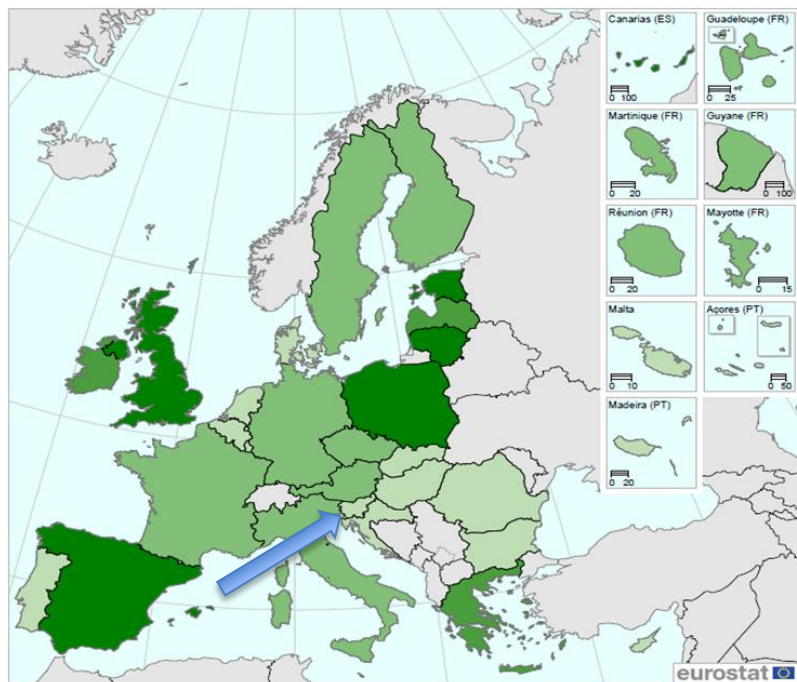 Canarias (ES)
0 100
Guadeloupe (FR)
0 25
Martinique (FR)
0 20
Guyane (FR)
0 100
Réunion (FR)
0 20
Mayotte (FR)
0 15
Malta
0 10
Açores (PT)
0 50
Madeira (PT)
0 20
eurostat